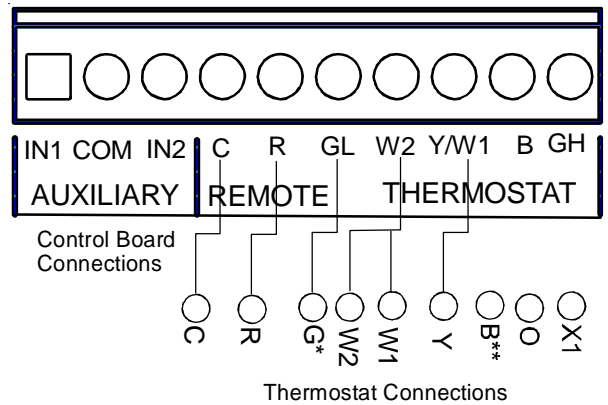 IN1 COM IN2 C R GL W2 Y/W1 B GH
AUXILIARY REMOTE THERMOSTAT
Control Board
Connections
C R G* W2 W1 Y B** O X1
Thermostat Connections